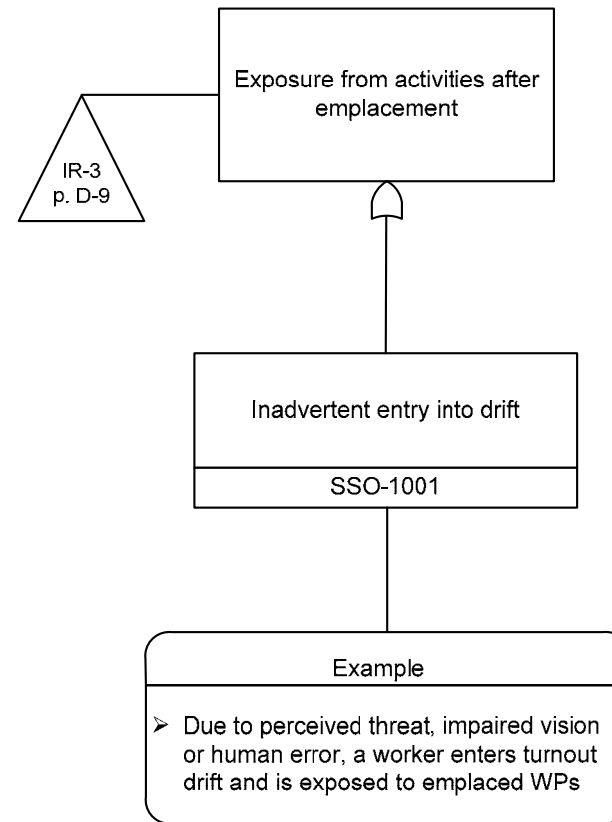 Exposure from activities after
emplacement
IR-3
p. D-9
Inadvertent entry into drift
SSO-1001
Example
➢ Due to perceived threat, impaired vision
or human error, a worker enters turnout
drift and is exposed to emplaced WPs